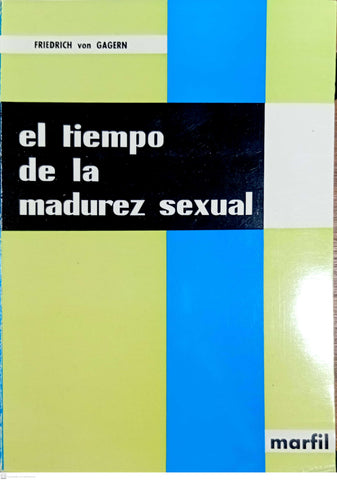 FRIEDRICH von GAGERN
el tiempo
de la
madurez sexual
marfil